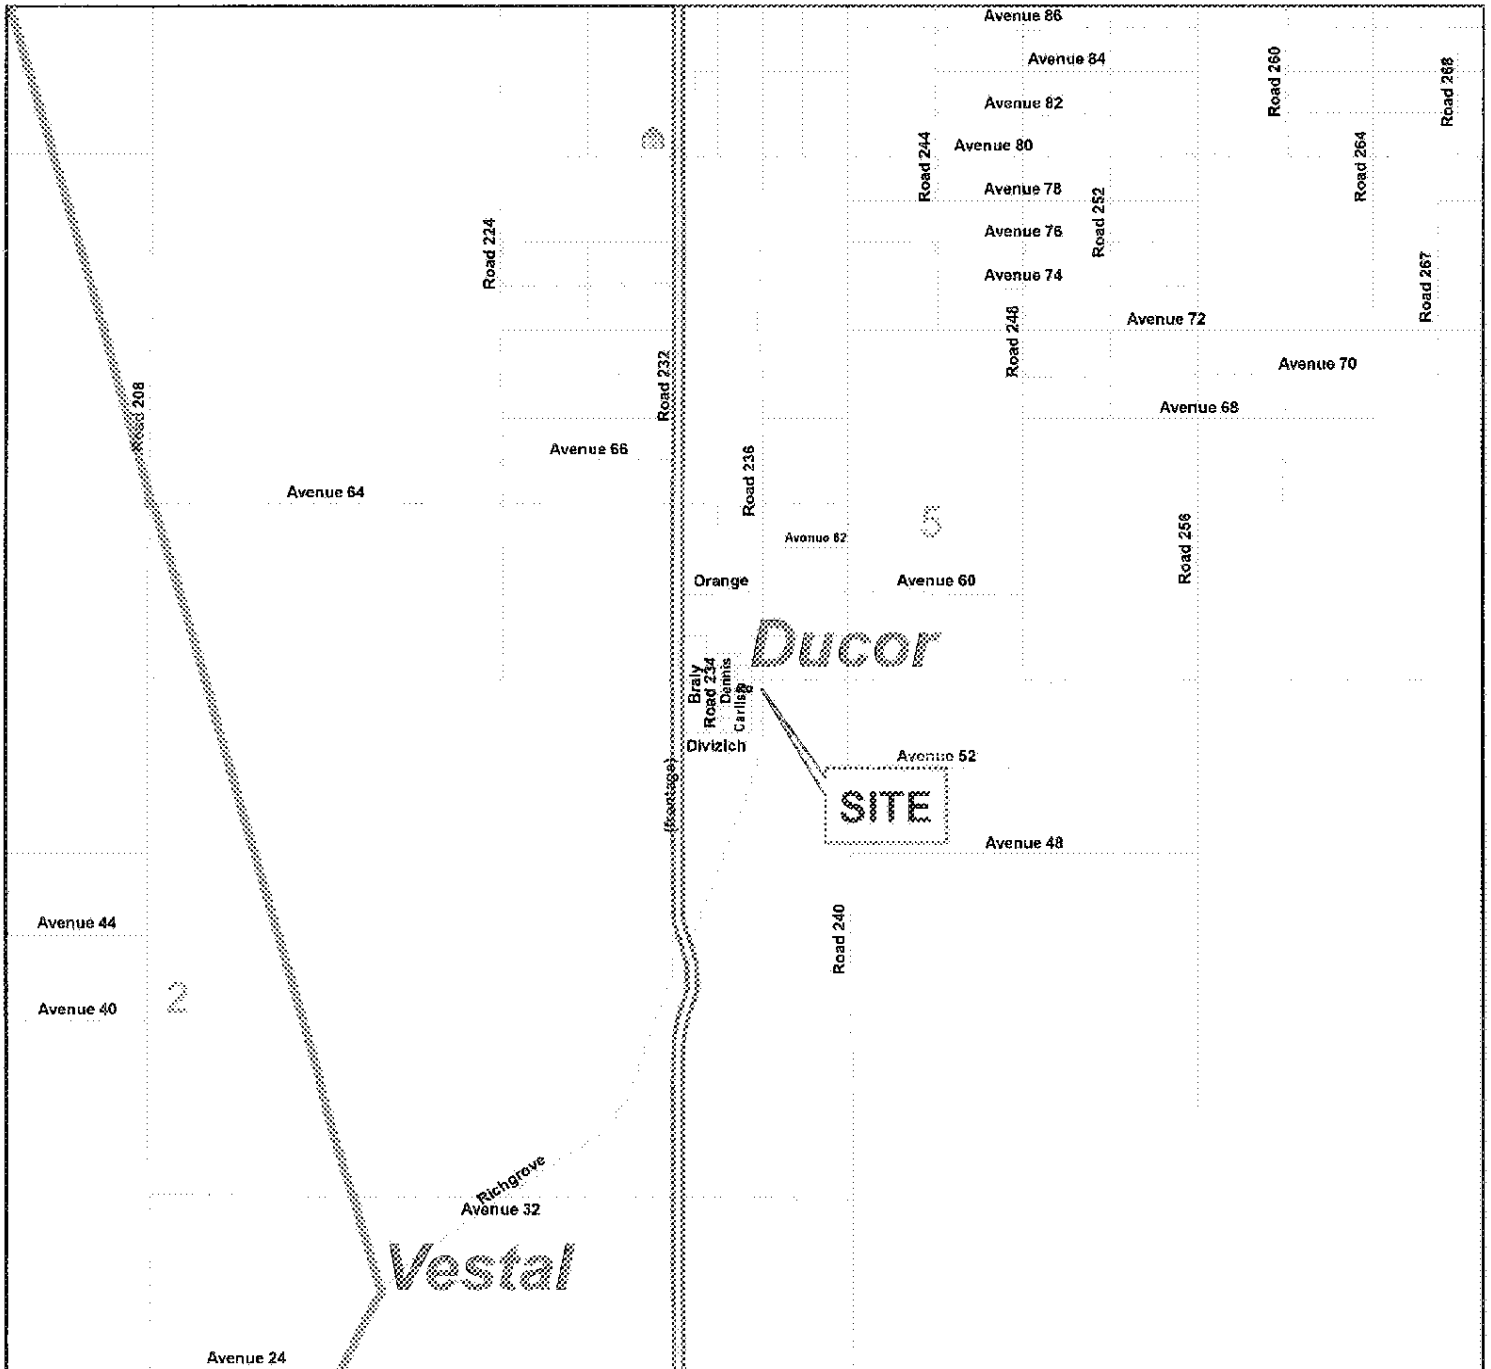 Avenue 86
Avenue 84
Road 260
Road 268
Avenue 82
Avenue 80
Road 244
Road 264
Avenue 78
Road 252
Avenue 76
Road 224
Avenue 74
Road 267
Avenue 72
Road 248
Avenue 70
Road 232
Road 208
Avenue 68
Avenue 66
Road 236
Avenue 64
5
Avenue 62
Road 256
Orange
Avenue 60
Ducor
Braly
Road 234
Dennis
Carlisle
Divizich
Avenue 52
(frontage)
SITE
Avenue 48
Avenue 44
Road 240
Avenue 40
2
Richgrove
Avenue 32
Vestal
Avenue 24